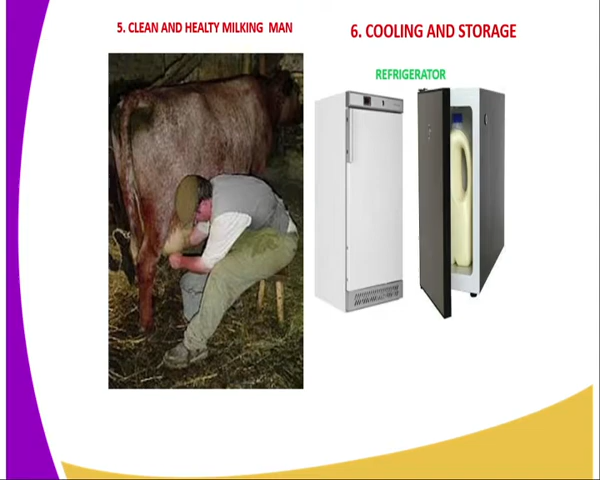 5. CLEAN AND HEALTY MILKING MAN
6. COOLING AND STORAGE
REFRIGERATOR